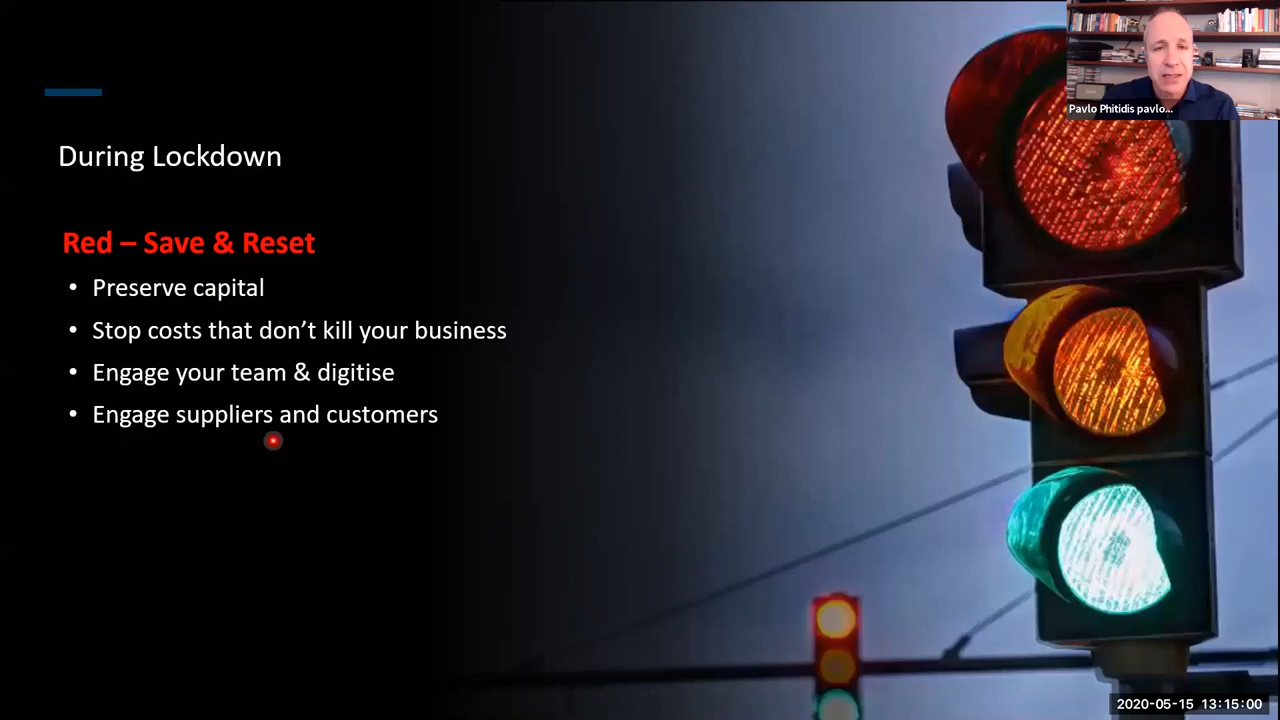 Pavlo Phitidis pavlo...
During Lockdown
Red – Save & Reset
• Preserve capital
• Stop costs that don’t kill your business
• Engage your team & digitise
• Engage suppliers and customers
2020-05-15 13:15:00